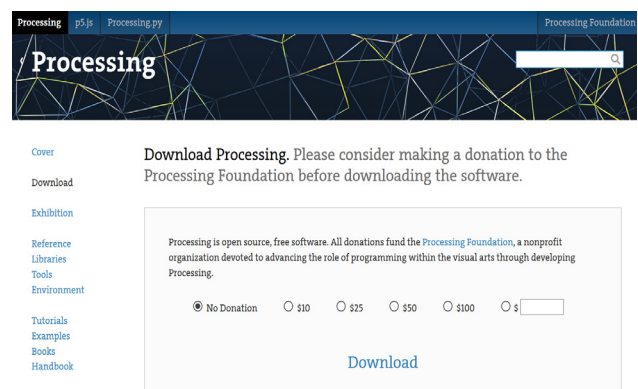 Processing p5.js Processing.py Processing Foundation
Processing
Cover
Download
Exhibition
Reference
Libraries
Tools
Environment
Tutorials
Examples
Books
Handbook
Download Processing. Please consider making a donation to the
Processing Foundation before downloading the software.
Processing is open source, free software. All donations fund the Processing Foundation, a nonprofit
organization devoted to advancing the role of programming within the visual arts through developing
Processing.
No Donation $10 $25 $50 $100 $
Download